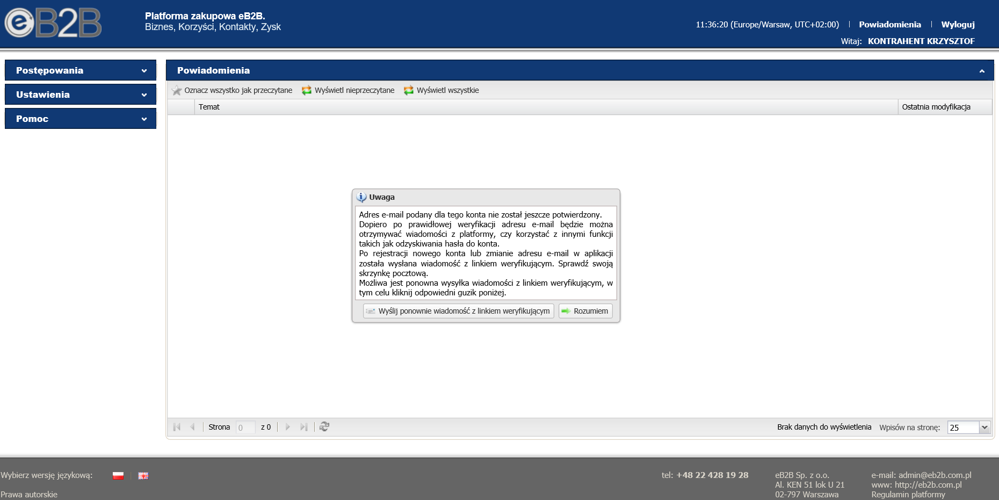 eB2B
Platforma zakupowa eB2B.
Biznes, Korzyści, Kontakty, Zysk
11:36:20 (Europe/Warsaw, UTC+02:00) | Powiadomienia | Wyloguj
Witaj: KONTRAHENT KRZYSZTOF
Postępowania
Ustawienia
Pomoc
Powiadomienia
Oznacz wszystko jak przeczytane Wyświetl nieprzeczytane Wyświetl wszystkie
Temat Ostatnia modyfikacja
Uwaga
Adres e-mail podany dla tego konta nie został jeszcze potwierdzony.
Dopiero po prawidłowej weryfikacji adresu e-mail będzie można
otrzymywać wiadomości z platformy, czy korzystać z innymi funkcji
takich jak odzyskiwania hasła do konta.
Po rejestracji nowego konta lub zmianie adresu e-mail w aplikacji
została wysłana wiadomość z linkiem weryfikującym. Sprawdź swoją
skrzynkę pocztową.
Możliwa jest ponowna wysyłka wiadomości z linkiem weryfikującym, w
tym celu kliknij odpowiedni guzik poniżej.
Wyślij ponownie wiadomość z linkiem weryfikującym Rozumiem
Strona 0 z 0 Brak danych do wyświetlenia Wpisów na stronę: 25
Wybierz wersję językową:
Prawa autorskie
tel: +48 22 428 19 28
eB2B Sp. z o.o.
Al. KEN 51 lok U 21
02-797 Warszawa
e-mail: admin@eb2b.com.pl
www: http://eb2b.com.pl
Regulamin platformy